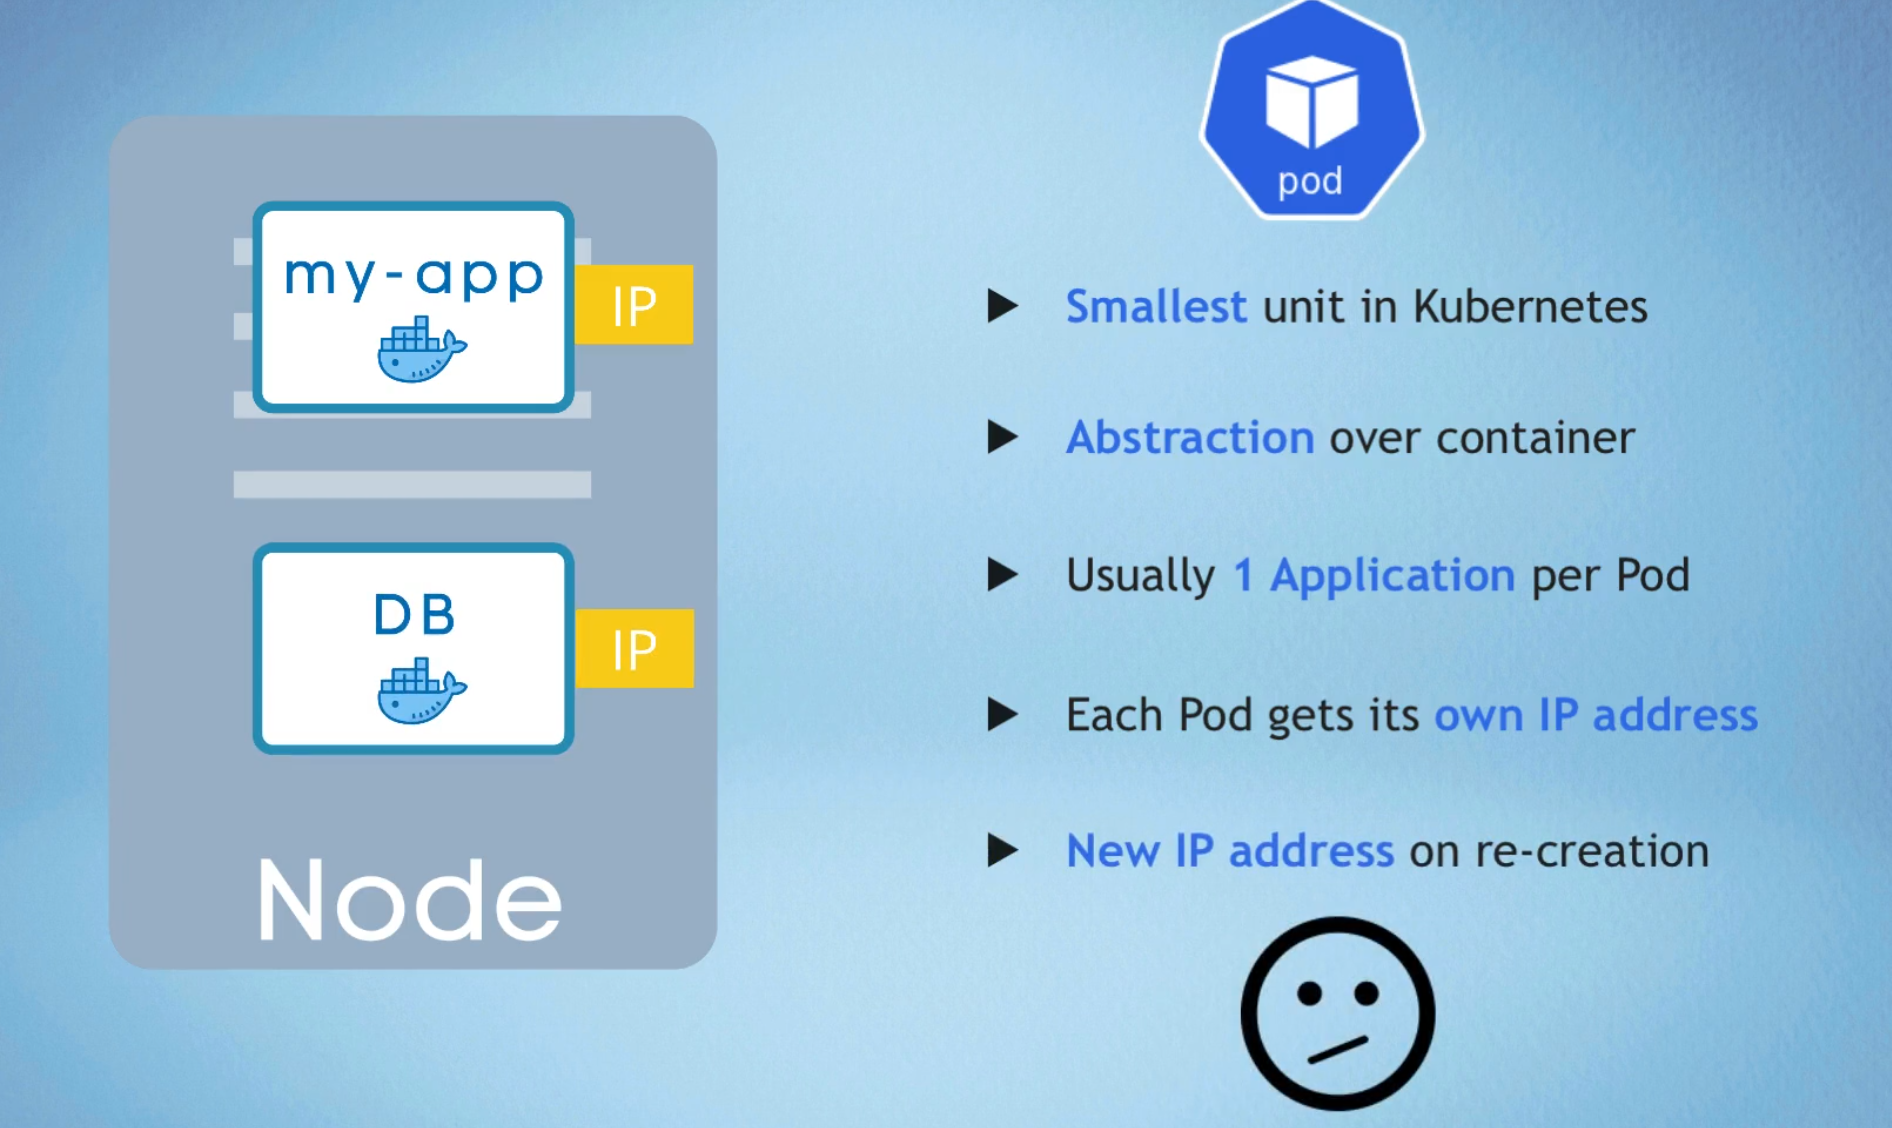 my-app
IP
DB
IP
Node
pod
Smallest unit in Kubernetes
Abstraction over container
Usually 1 Application per Pod
Each Pod gets its own IP address
New IP address on re-creation